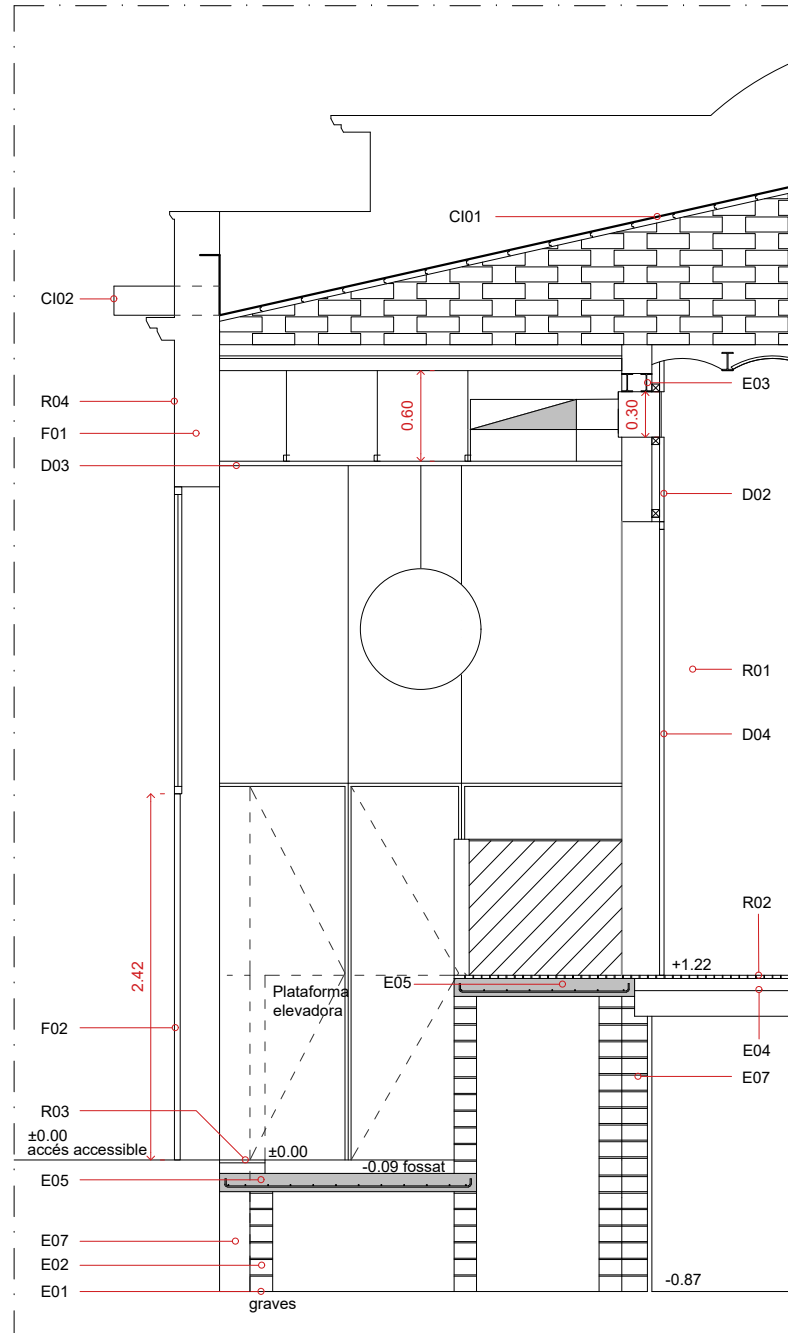 CI01
CI02
E03
R04
0.60
0.30
F01
D03
D02
R01
D04
2.42
R02
+1.22
E05
Plataforma
elevadora
F02
E04
E07
R03
±0.00
accés accessible
±0.00
-0.09 fossat
E05
E07
E02
-0.87
E01
graves